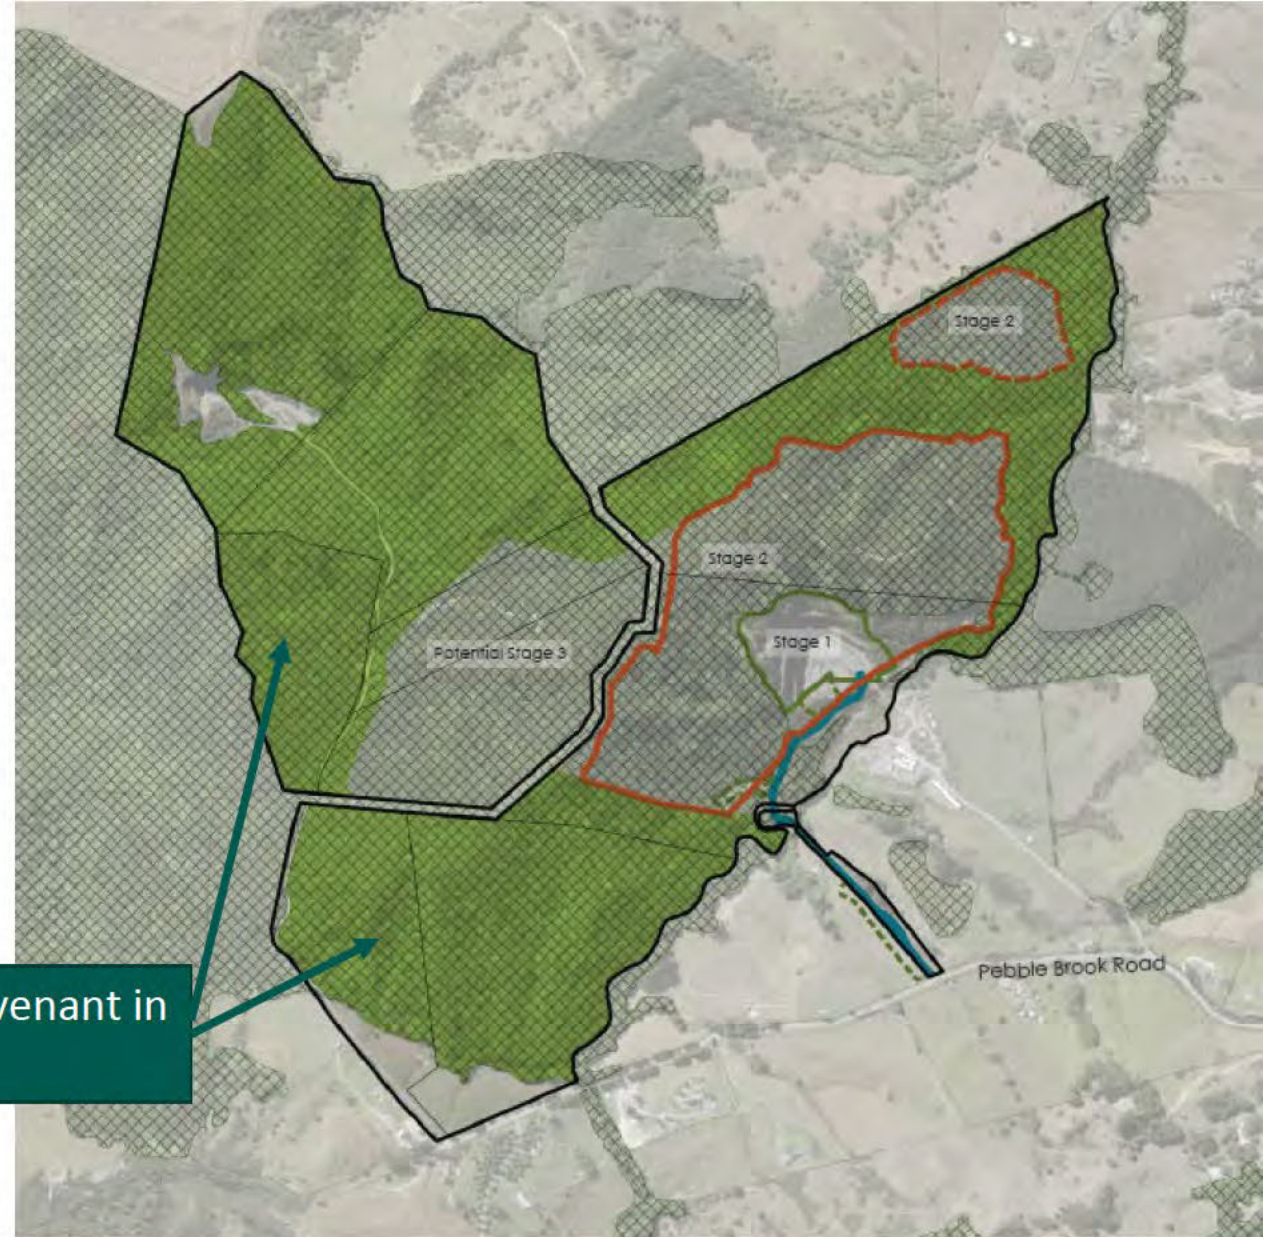 Stage 2
Stage 2
Stage 1
Potential Stage 3
Pebble Brook Road
venant in